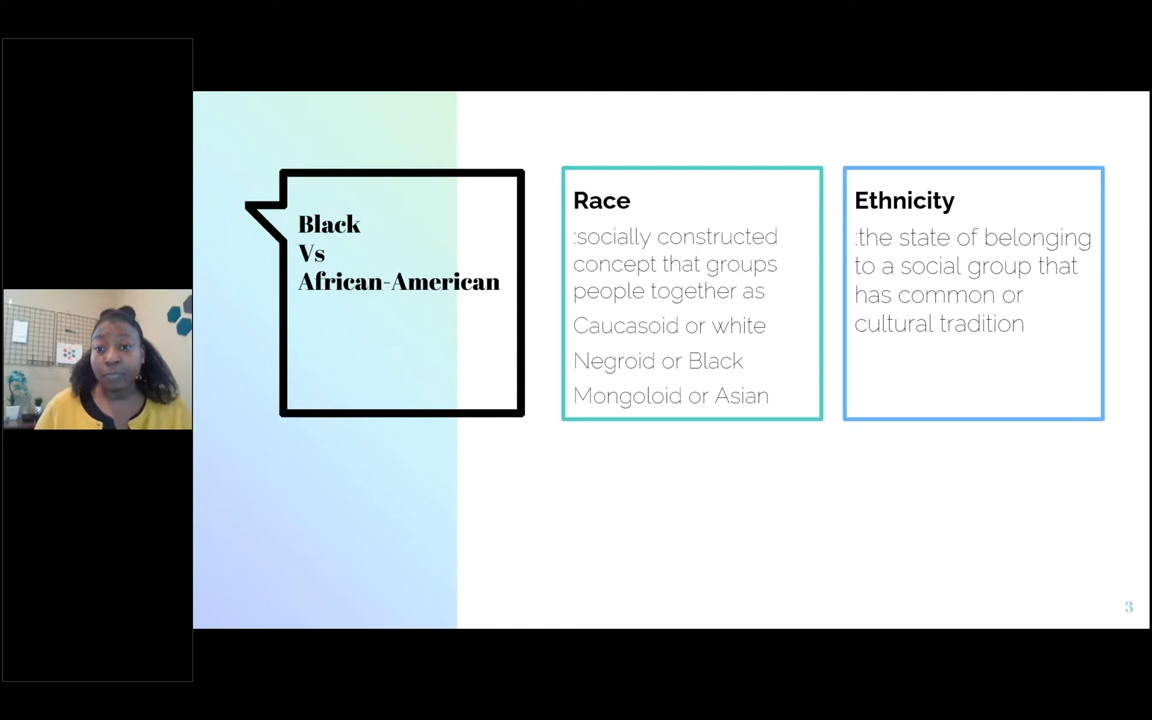 Black
Vs
African-American
Race
:socially constructed
concept that groups
people together as
Caucasoid or white
Negroid or Black
Mongoloid or Asian
Ethnicity
:the state of belonging
to a social group that
has common or
cultural tradition
3